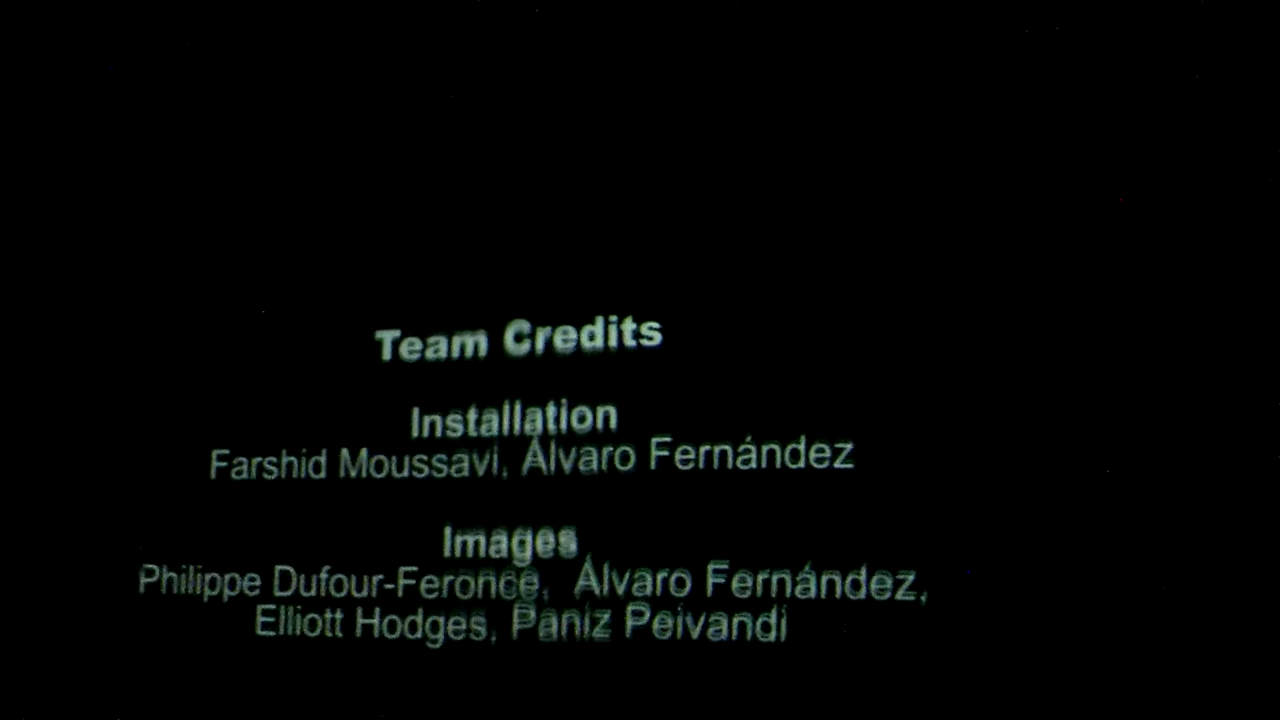 Team Credits
Installation
Farshid Moussavi, Álvaro Fernández
Images
Philippe Dufour-Feronce, Álvaro Fernández,
Elliott Hodges, Paniz Peivandi